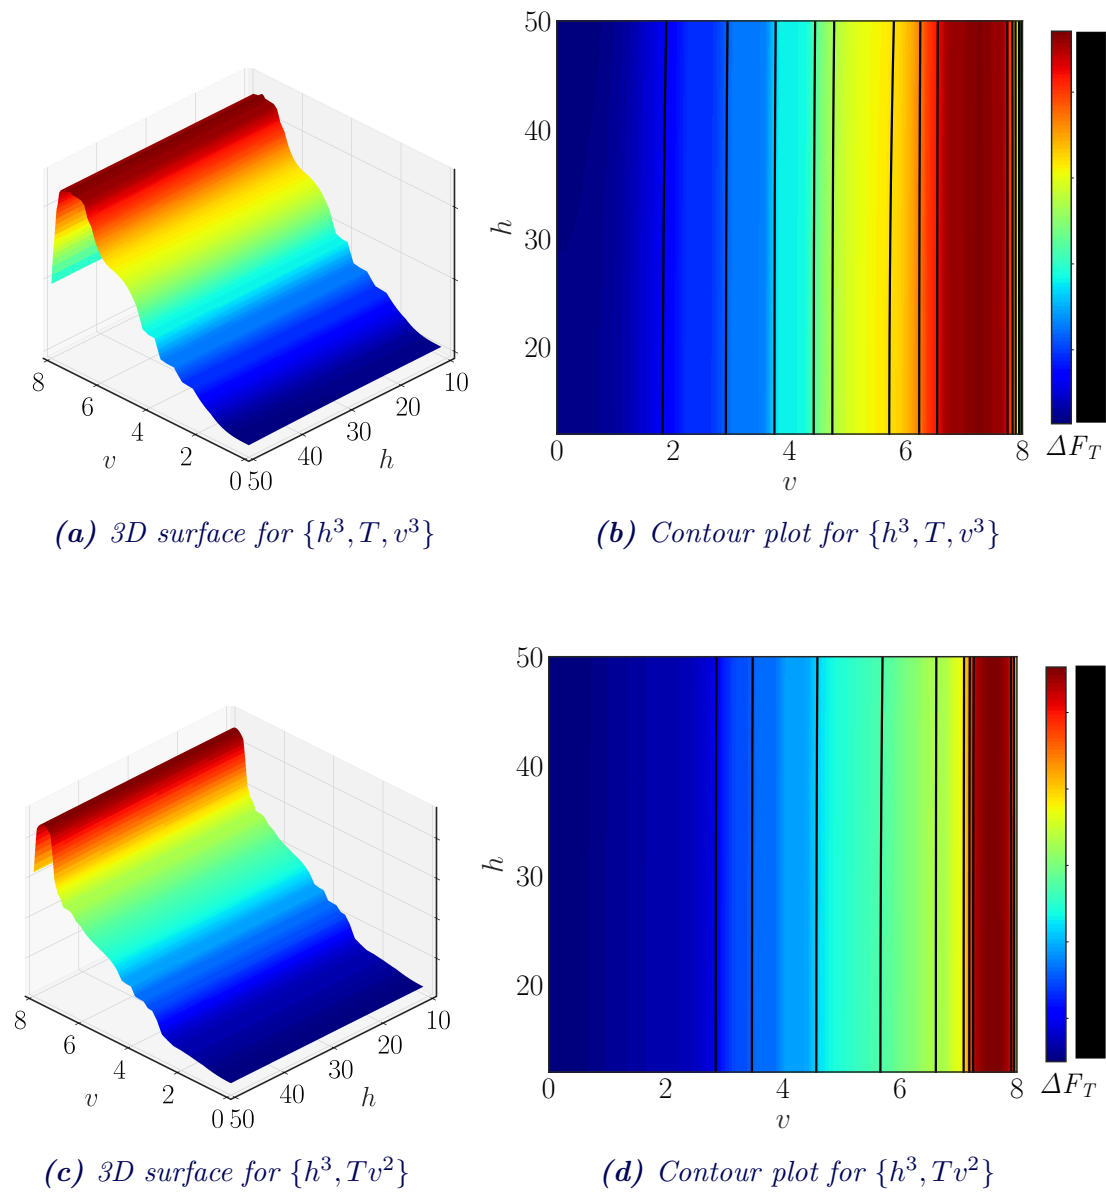 50
40
30
20
h
0 2 4 6 8
v
ΔF_T
8
6
4
2
0 50
40
30
20
10
v
h
(a) 3D surface for {h³, T, v³}
(b) Contour plot for {h³, T, v³}
50
40
30
20
h
0 2 4 6 8
v
ΔF_T
8
6
4
2
0 50
40
30
20
10
v
h
(c) 3D surface for {h³, Tv²}
(d) Contour plot for {h³, Tv²}